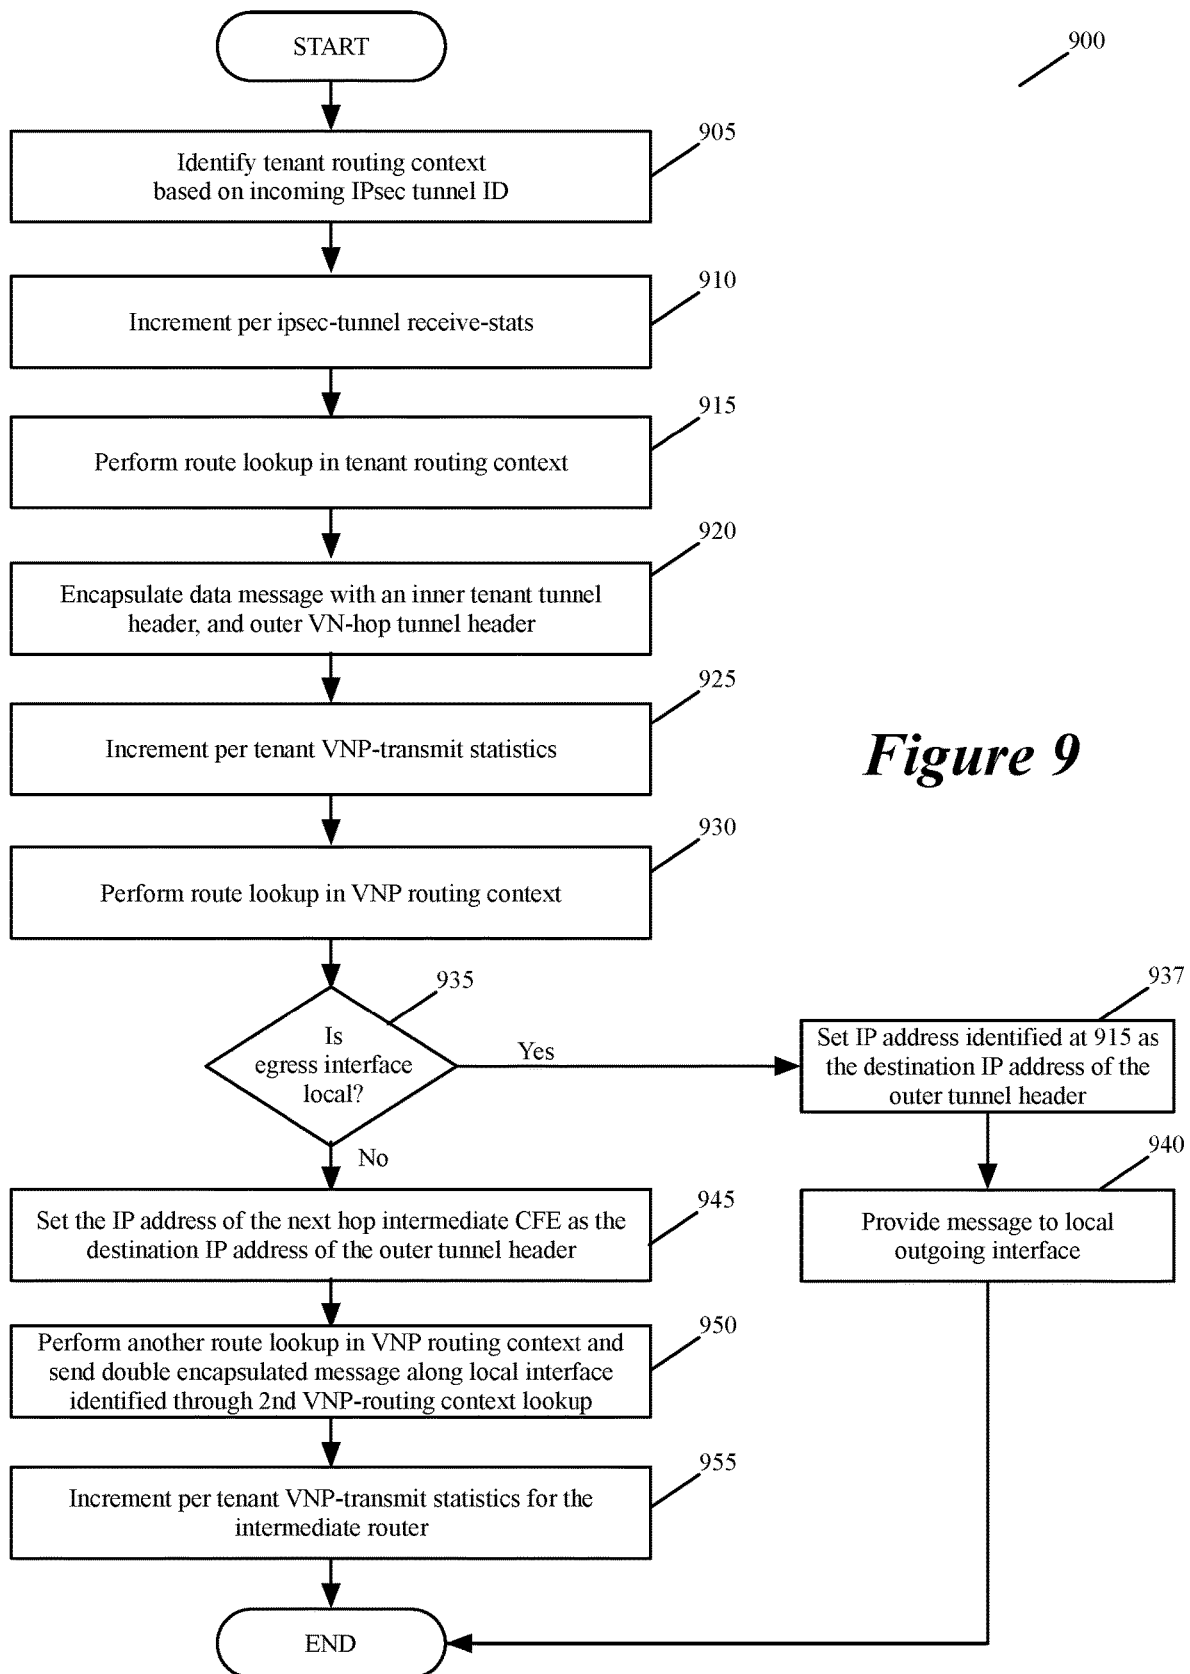 START
900
905
Identify tenant routing context
based on incoming IPsec tunnel ID
910
Increment per ipsec-tunnel receive-stats
915
Perform route lookup in tenant routing context
920
Encapsulate data message with an inner tenant tunnel
header, and outer VN-hop tunnel header
925
Increment per tenant VNP-transmit statistics
Figure 9
930
Perform route lookup in VNP routing context
935
Is
egress interface
local?
Yes
No
937
Set IP address identified at 915 as
the destination IP address of the
outer tunnel header
940
Provide message to local
outgoing interface
945
Set the IP address of the next hop intermediate CFE as the
destination IP address of the outer tunnel header
950
Perform another route lookup in VNP routing context and
send double encapsulated message along local interface
identified through 2nd VNP-routing context lookup
955
Increment per tenant VNP-transmit statistics for the
intermediate router
END